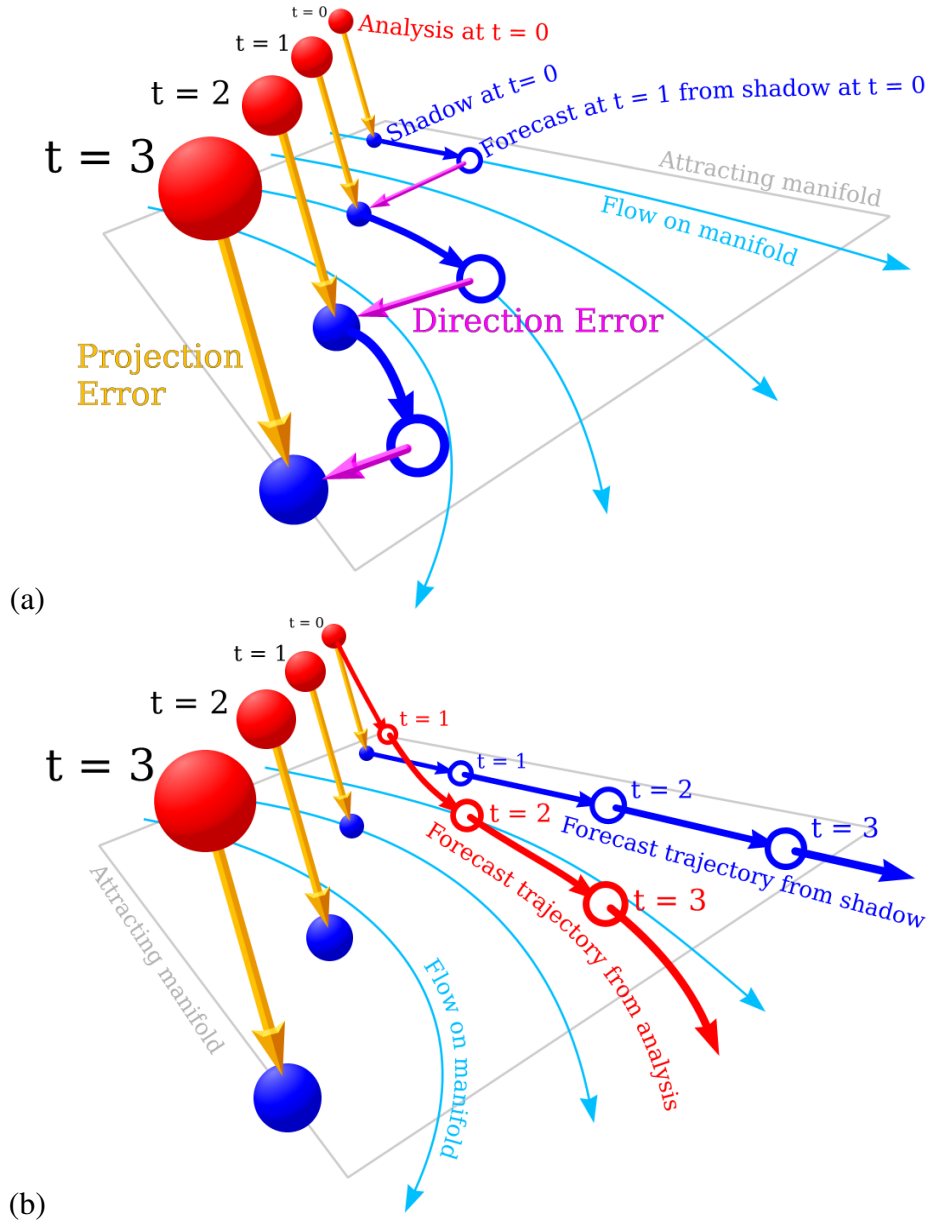 t = 0
Analysis at t = 0
t = 1
t = 2
t = 3
Shadow at t= 0
Forecast at t = 1 from shadow at t = 0
Attracting manifold
Flow on manifold
Direction Error
Projection
Error
(a)
t = 0
t = 1
t = 2
t = 3
t = 1
t = 1
t = 2
t = 2
t = 3
t = 3
Forecast trajectory from shadow
Forecast trajectory from analysis
Attracting manifold
Flow on manifold
(b)